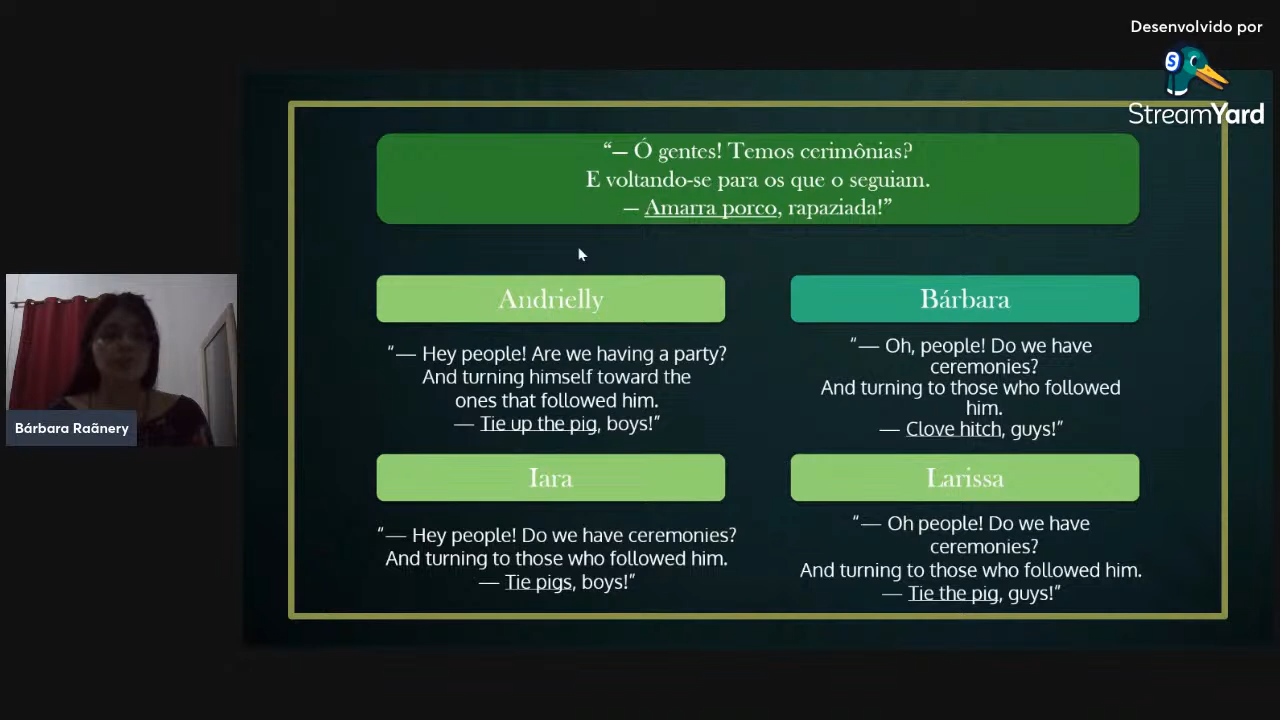 Desenvolvido por
StreamYard
“— Ó gentes! Temos cerimônias?
E voltando-se para os que o seguiam.
— Amarra porco, rapaziada!”
Andrielly
“— Hey people! Are we having a party?
And turning himself toward the
ones that followed him.
— Tie up the pig, boys!”
Bárbara
“— Oh, people! Do we have
ceremonies?
And turning to those who followed
him.
— Clove hitch, guys!”
Iara
“— Hey people! Do we have ceremonies?
And turning to those who followed him.
— Tie pigs, boys!”
Larissa
“— Oh people! Do we have
ceremonies?
And turning to those who followed him.
— Tie the pig, guys!”
Bárbara Raãnery